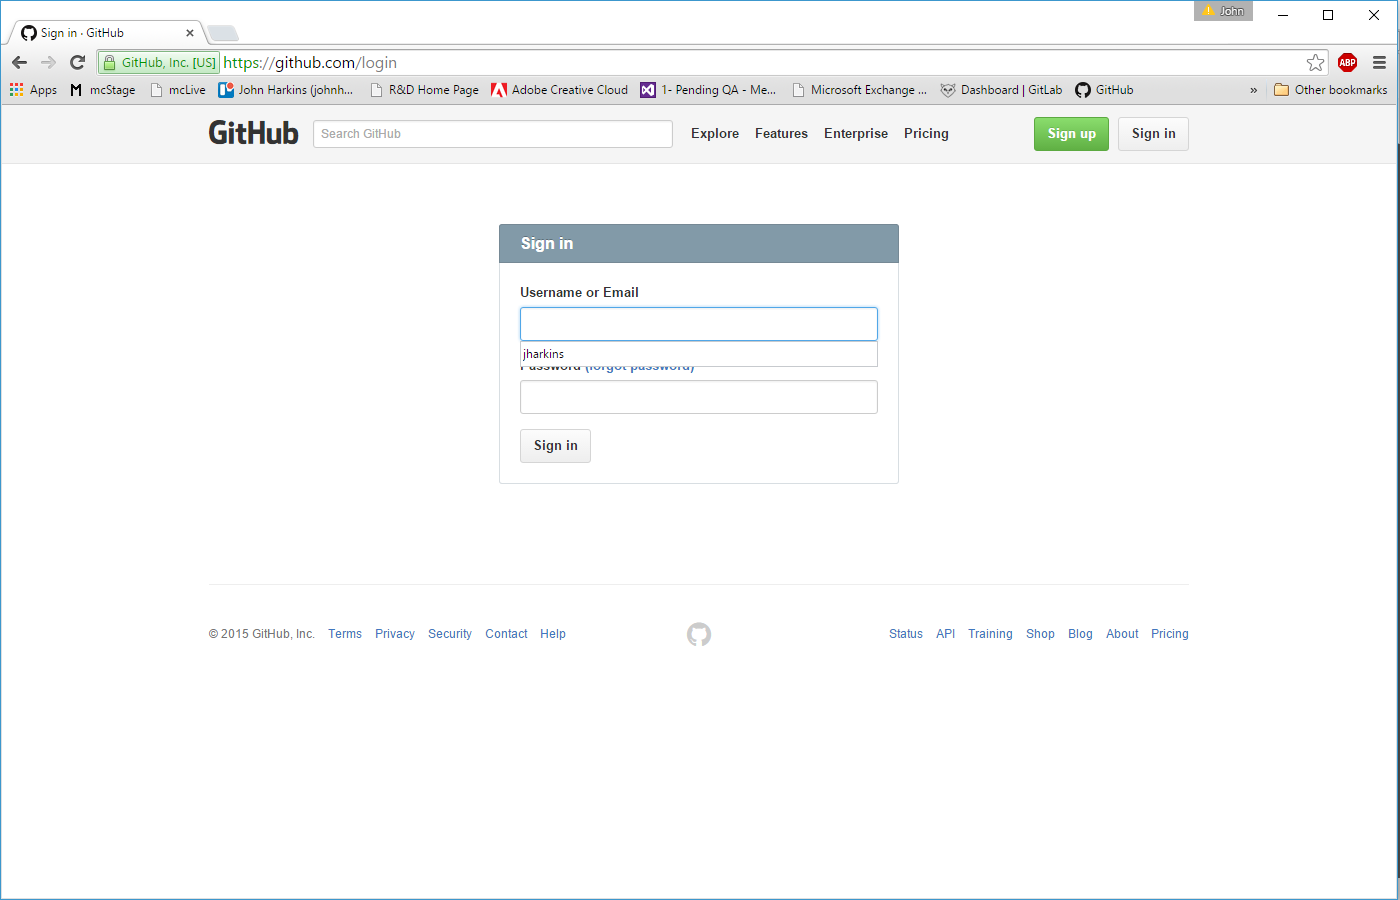 John
Sign in · GitHub
GitHub, Inc. [US] https://github.com/login
ABP
Apps mcStage mcLive John Harkins (johnh... R&D Home Page Adobe Creative Cloud 1- Pending QA - Me... Microsoft Exchange ... Dashboard | GitLab GitHub » Other bookmarks
GitHub Search GitHub Explore Features Enterprise Pricing Sign up Sign in
Sign in
Username or Email
jharkins
Password (forgot password)
Sign in
© 2015 GitHub, Inc. Terms Privacy Security Contact Help Status API Training Shop Blog About Pricing